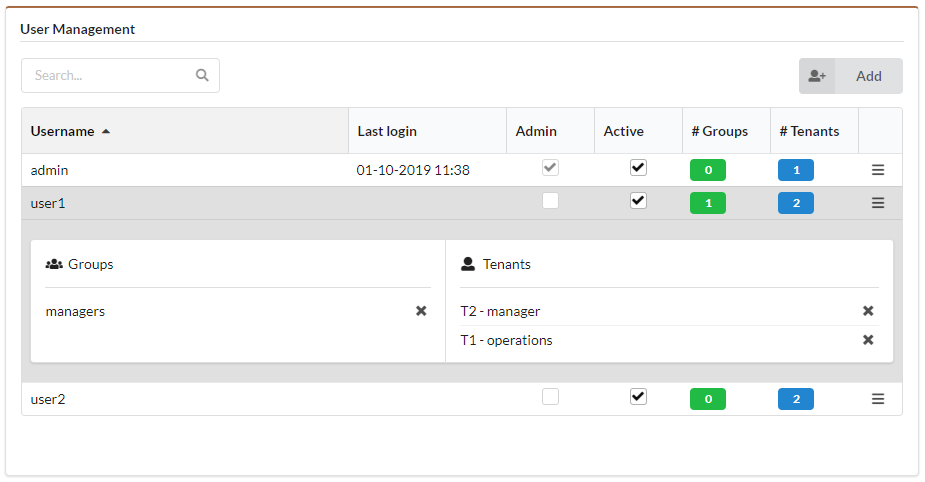 User Management
Search...
Add
Username Last login Admin Active # Groups # Tenants
admin 01-10-2019 11:38 0 1
user1 1 2
Groups Tenants
managers T2 - manager
T1 - operations
user2 0 2